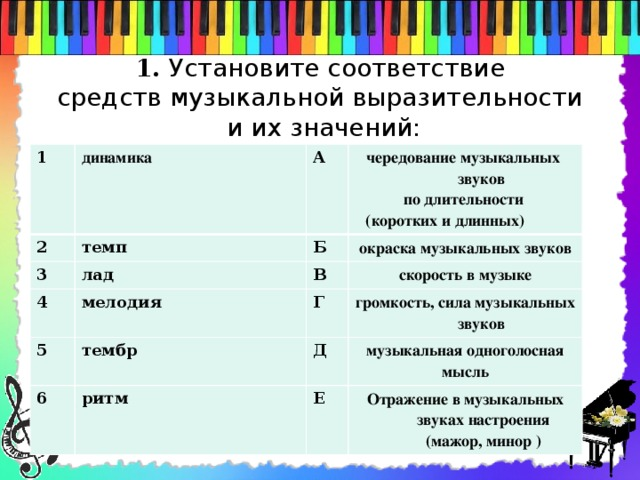 1. Установите соответствие
средств музыкальной выразительности
и их значений:
1 динамика А чередование музыкальных
звуков
по длительности
(коротких и длинных)
2 темп Б окраска музыкальных звуков
3 лад В скорость в музыке
4 мелодия Г громкость, сила музыкальных
звуков
5 тембр Д музыкальная одноголосная
мысль
6 ритм Е Отражение в музыкальных
звуках настроения
(мажор, минор )